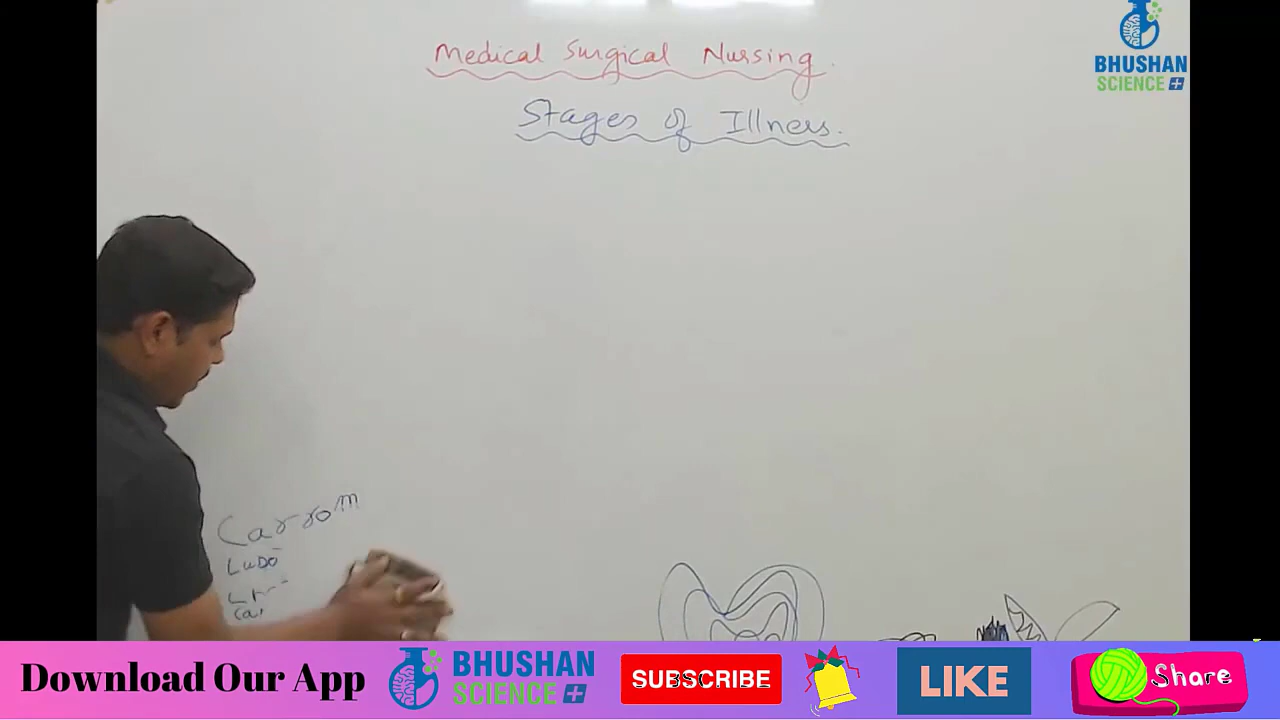 BHUSHAN
SCIENCE
Medical Surgical Nursing.
Stages of Illness.
Carrom
LUDO
Download Our App
BHUSHAN
SCIENCE
SUBSCRIBE
LIKE
Share